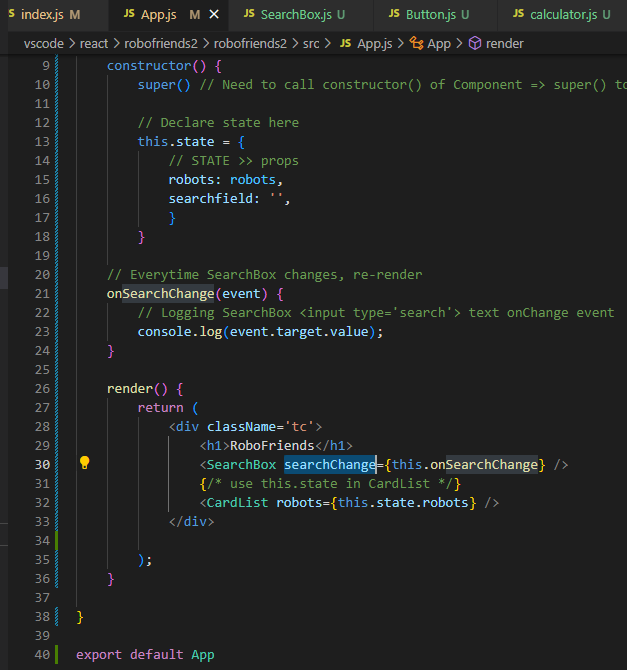 JS index.js M JS App.js M × JS SearchBox.js U JS Button.js U JS calculator.js U
vscode > react > robofriends2 > robofriends2 > src > JS App.js > App > render
9 constructor() {
10 super() // Need to call constructor() of Component => super() to
11
12 // Declare state here
13 this.state = {
14 // STATE >> props
15 robots: robots,
16 searchfield: '',
17 }
18 }
19
20 // Everytime SearchBox changes, re-render
21 onSearchChange(event) {
22 // Logging SearchBox <input type='search'> text onChange event
23 console.log(event.target.value);
24 }
25
26 render() {
27 return (
28 <div className='tc'>
29 <h1>RoboFriends</h1>
30 <SearchBox searchChange={this.onSearchChange} />
31 {/* use this.state in CardList */}
32 <CardList robots={this.state.robots} />
33 </div>
34
35 );
36 }
37
38 }
39
40 export default App